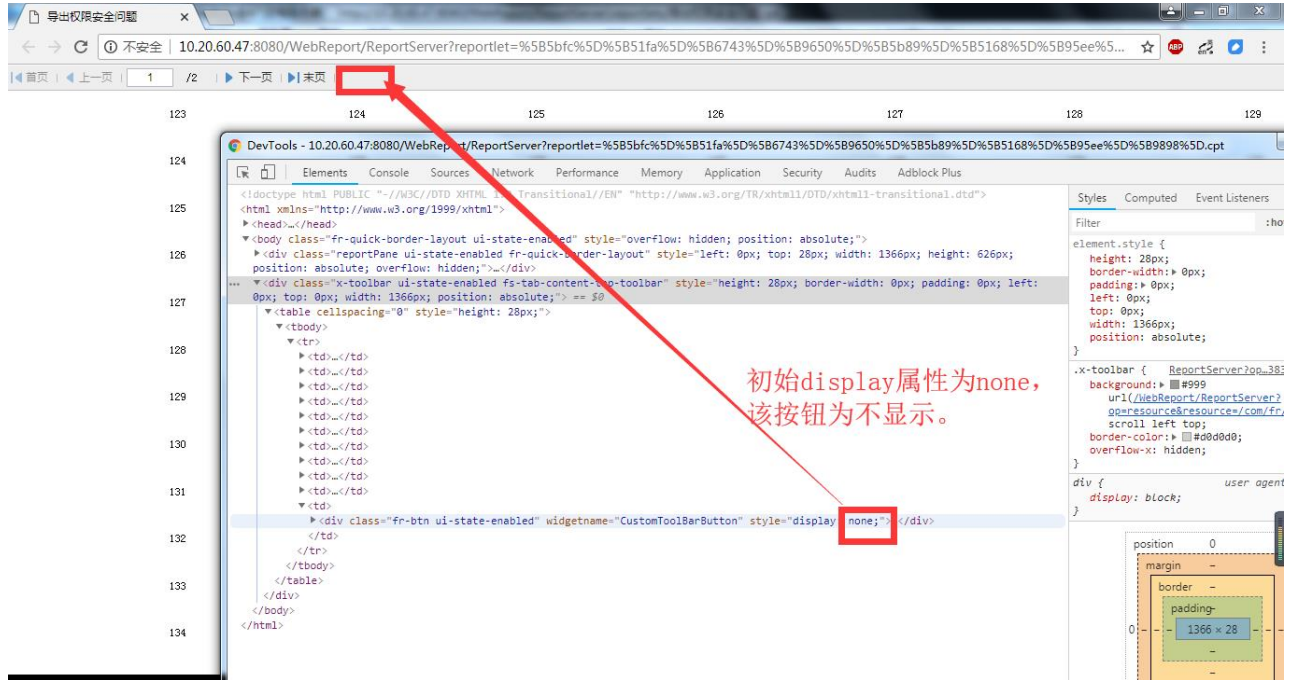 导出权限安全问题
不安全 | 10.20.60.47:8080/WebReport/ReportServer?reportlet=%5B5bfc%5D%5B51fa%5D%5B6743%5D%5B9650%5D%5B5b89%5D%5B5168%5D%5B95ee%5...
首页 上一页 1 /2 下一页 末页
123 124 125 126 127 128 129
DevTools - 10.20.60.47:8080/WebReport/ReportServer?reportlet=%5B5bfc%5D%5B51fa%5D%5B6743%5D%5B9650%5D%5B5b89%5D%5B5168%5D%5B95ee%5D%5B9898%5D.cpt
124
125
126
127
128
129
130
131
132
133
134
Elements Console Sources Network Performance Memory Application Security Audits Adblock Plus
<!doctype html PUBLIC "-//W3C//DTD XHTML Transitional//EN" "http://www.w3.org/TR/xhtml1/DTD/xhtml1-transitional.dtd">
<html xmlns="http://www.w3.org/1999/xhtml">
<head>…</head>
<body class="fr-quick-border-layout ui-state-enabled" style="overflow: hidden; position: absolute;">
<div class="reportPane ui-state-enabled fr-quick-border-layout" style="left: 0px; top: 28px; width: 1366px; height: 626px;
position: absolute; overflow: hidden;">…</div>
<div class="x-toolbar ui-state-enabled fs-tab-content-top-toolbar" style="height: 28px; border-width: 0px; padding: 0px; left:
0px; top: 0px; width: 1366px; position: absolute;"> == $0
<table cellspacing="0" style="height: 28px;">
<tbody>
<tr>
<td>…</td>
<td>…</td>
<td>…</td>
<td>…</td>
<td>…</td>
<td>…</td>
<td>…</td>
<td>…</td>
<td>…</td>
<td>…</td>
<td>
<div class="fr-btn ui-state-enabled" widgetname="CustomToolBarButton" style="display: none;"> </div>
</td>
</tr>
</tbody>
</table>
</div>
</body>
</html>
初始display属性为none，
该按钮为不显示。
Styles Computed Event Listeners
Filter :ho
element.style {
height: 28px;
border-width: 0px;
padding: 0px;
left: 0px;
top: 0px;
width: 1366px;
position: absolute;
}
.x-toolbar { ReportServer?op…383
background: #999
url(/WebReport/ReportServer?
op=resource&resource=/com/fr/
scroll left top;
border-color: #d0d0d0;
overflow-x: hidden;
}
div { user agent
display: block;
}
position 0
margin –
border –
padding-
0 - - - 1366 × 28 - - -
–
–